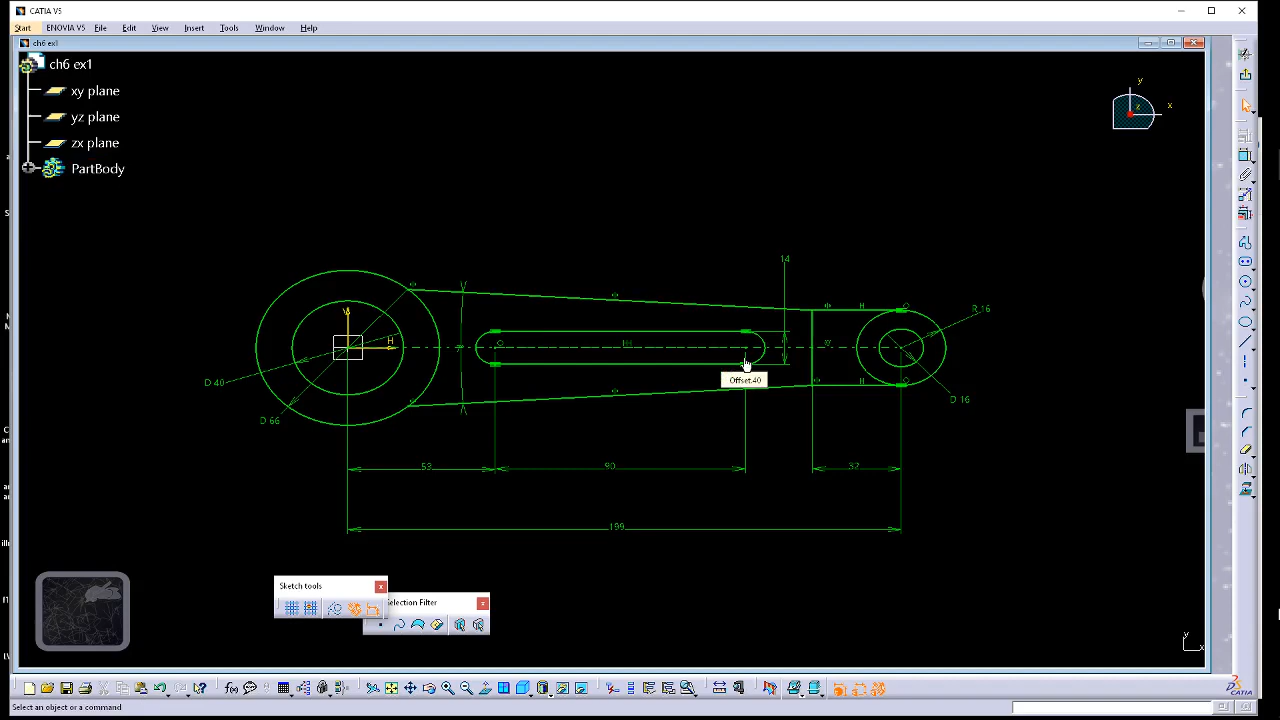 CATIA V5
Start ENOVIA V5 File Edit View Insert Tools Window Help
ch6 ex1
ch6 ex1
xy plane
yz plane
zx plane
PartBody
y
x
z
14
R 16
V
H
H
H
D 40
D 66
Offset.40
H
D 16
53
90
32
199
Sketch tools
election Filter
y
x
CATIA
Select an object or a command